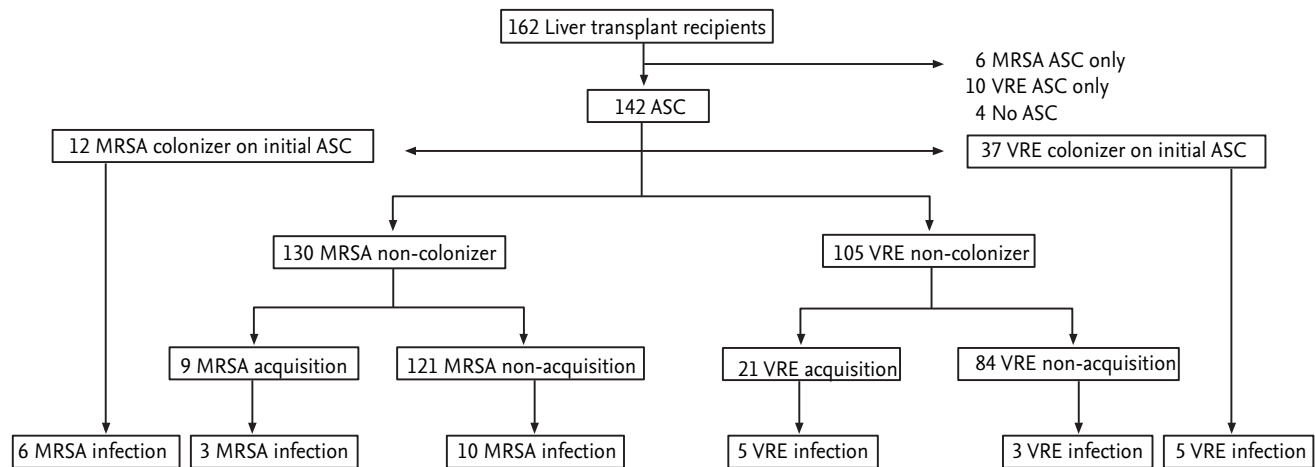 162 Liver transplant recipients
6 MRSA ASC only
10 VRE ASC only
4 No ASC
142 ASC
12 MRSA colonizer on initial ASC
37 VRE colonizer on initial ASC
130 MRSA non-colonizer
105 VRE non-colonizer
9 MRSA acquisition
121 MRSA non-acquisition
21 VRE acquisition
84 VRE non-acquisition
6 MRSA infection
3 MRSA infection
10 MRSA infection
5 VRE infection
3 VRE infection
5 VRE infection